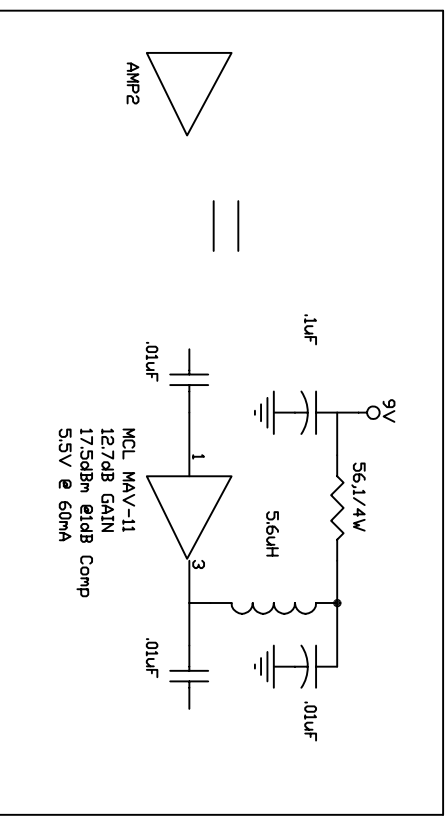 AMP2
.1uF
9V
56,1/4W
.01uF
5.6uH
.01uF
1
3
.01uF
MCL MAV-11
12.7dB GAIN
17.5dBm @1dB Comp
5.5V @ 60mA